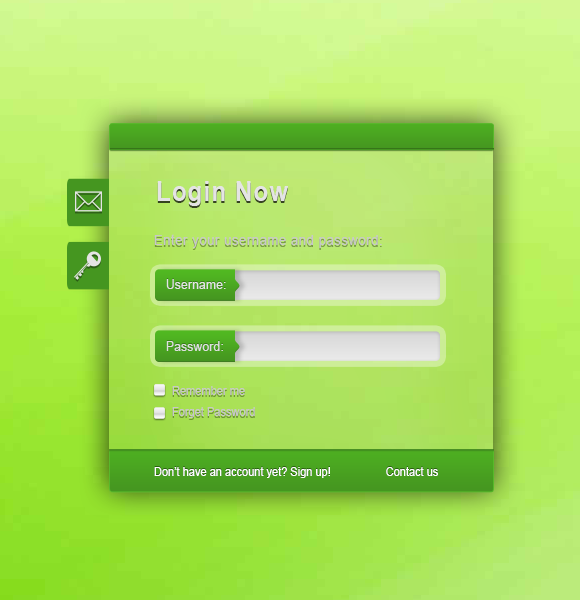 Login Now
Enter your username and password:
Username:
Password:
Remember me
Forget Password
Don't have an account yet? Sign up! Contact us